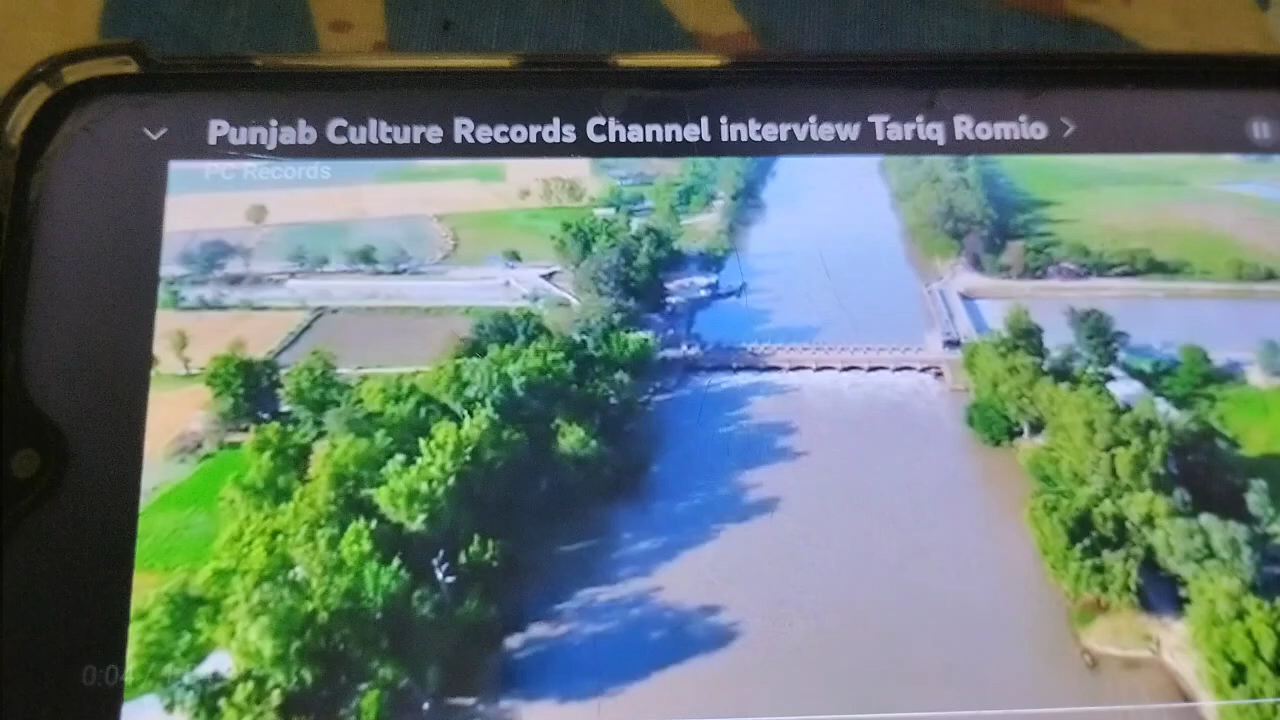 Punjab Culture Records Channel interview Tariq Romio
PC Records
0:04